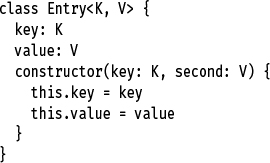 class Entry<K, V> {
  key: K
  value: V
  constructor(key: K, second: V) {
    this.key = key
    this.value = value
  }
}